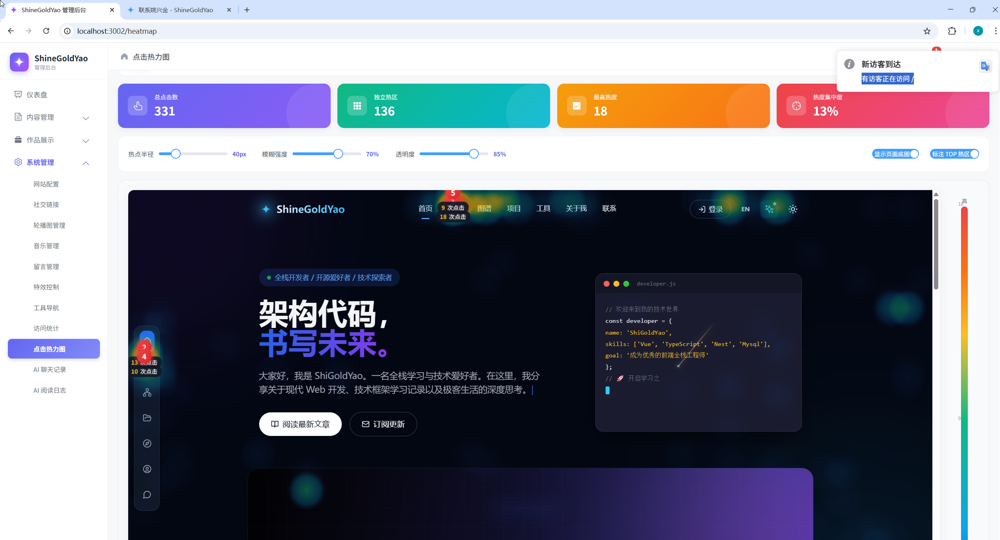 ShineGoldYao 管理后台
联系姚兴金 - ShineGoldYao
localhost:3002/heatmap
x
ShineGoldYao
管理后台
仪表盘
内容管理
作品展示
系统管理
网站配置
社交链接
轮播图管理
音乐管理
留言管理
特效控制
工具导航
访问统计
点击热力图
AI 聊天记录
AI 阅读日志
点击热力图
新访客到达
有访客正在访问 /
总点击数
331
独立热区
136
最高热度
18
热度集中度
13%
热点半径 40px 模糊强度 70% 透明度 85%
显示页面底图 标注 TOP 热区
ShineGoldYao
首页 图谱 项目 工具 关于我 联系
登录 EN
5
9 次点击
18 次点击
全栈开发者 / 开源爱好者 / 技术探索者
架构代码，
书写未来。
大家好，我是 ShiGoldYao。一名全栈学习与技术爱好者。在这里，我分
享关于现代 Web 开发、技术框架学习记录以及极客生活的深度思考。
阅读最新文章 订阅更新
developer.js
// 欢迎来到我的技术世界
const developer = {
name: 'ShiGoldYao',
skills: ['Vue', 'TypeScript', 'Nest', 'Mysql'],
goal: '成为优秀的前端全栈工程师'
};
// 🚀 开启学习之
2
4
13 次点击
10 次点击
高
18
9